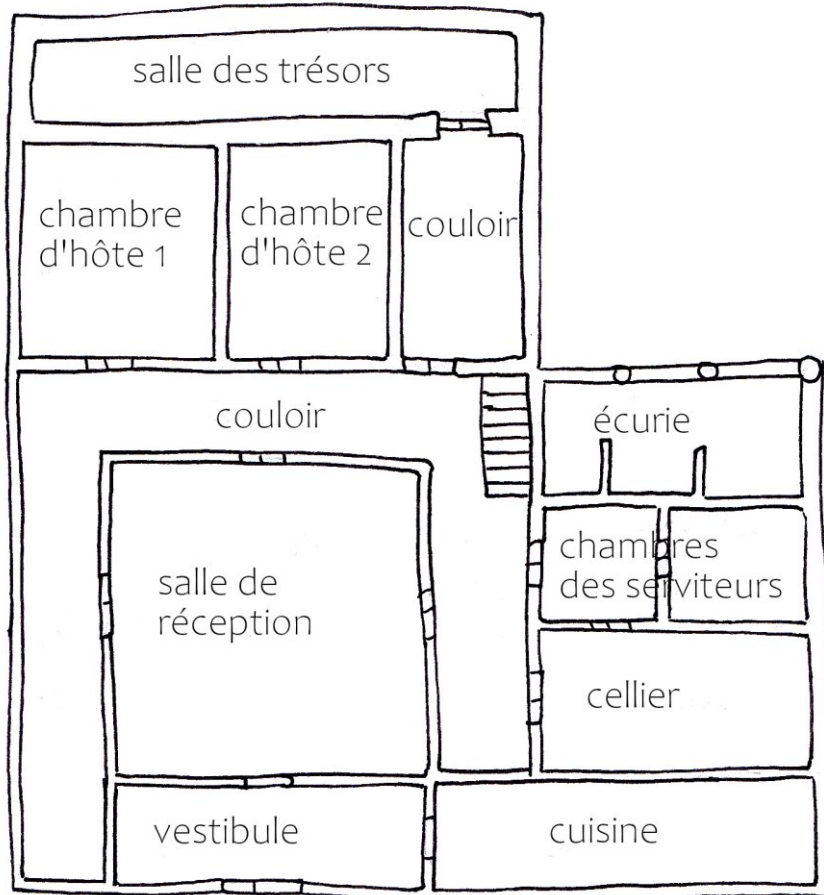 salle des trésors
chambre
d'hôte 1
chambre
d'hôte 2
couloir
couloir
écurie
chambres
des serviteurs
salle de
réception
cellier
vestibule
cuisine